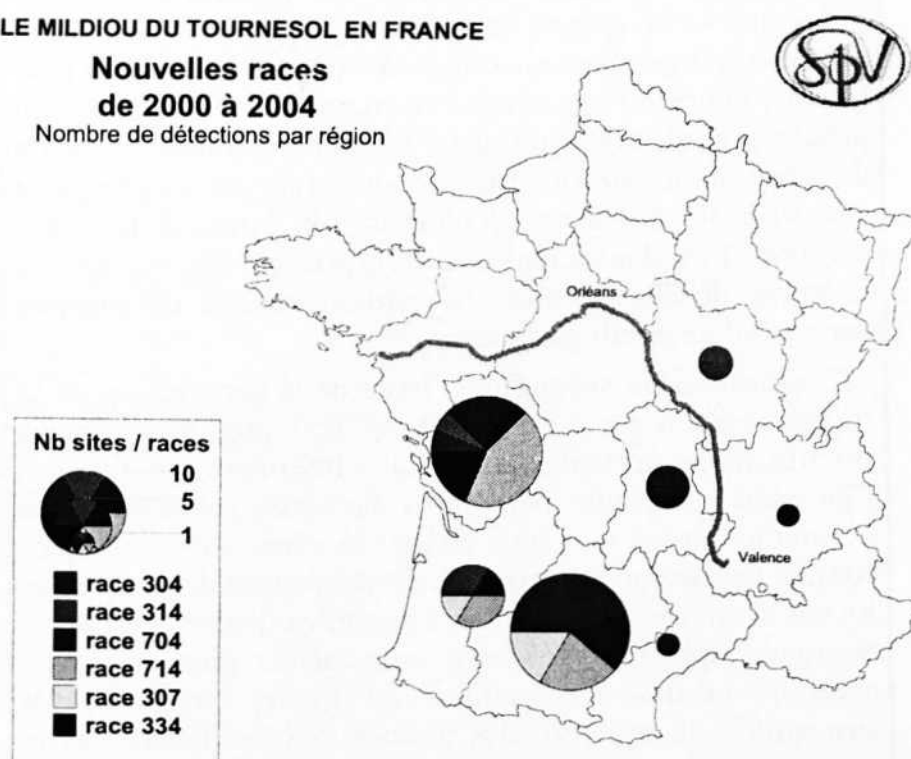 LE MILDIOU DU TOURNESOL EN FRANCE
Nouvelles races
de 2000 à 2004
Nombre de détections par région
SPV
Orléans
Valence
Nb sites / races
10
5
1
race 304
race 314
race 704
race 714
race 307
race 334